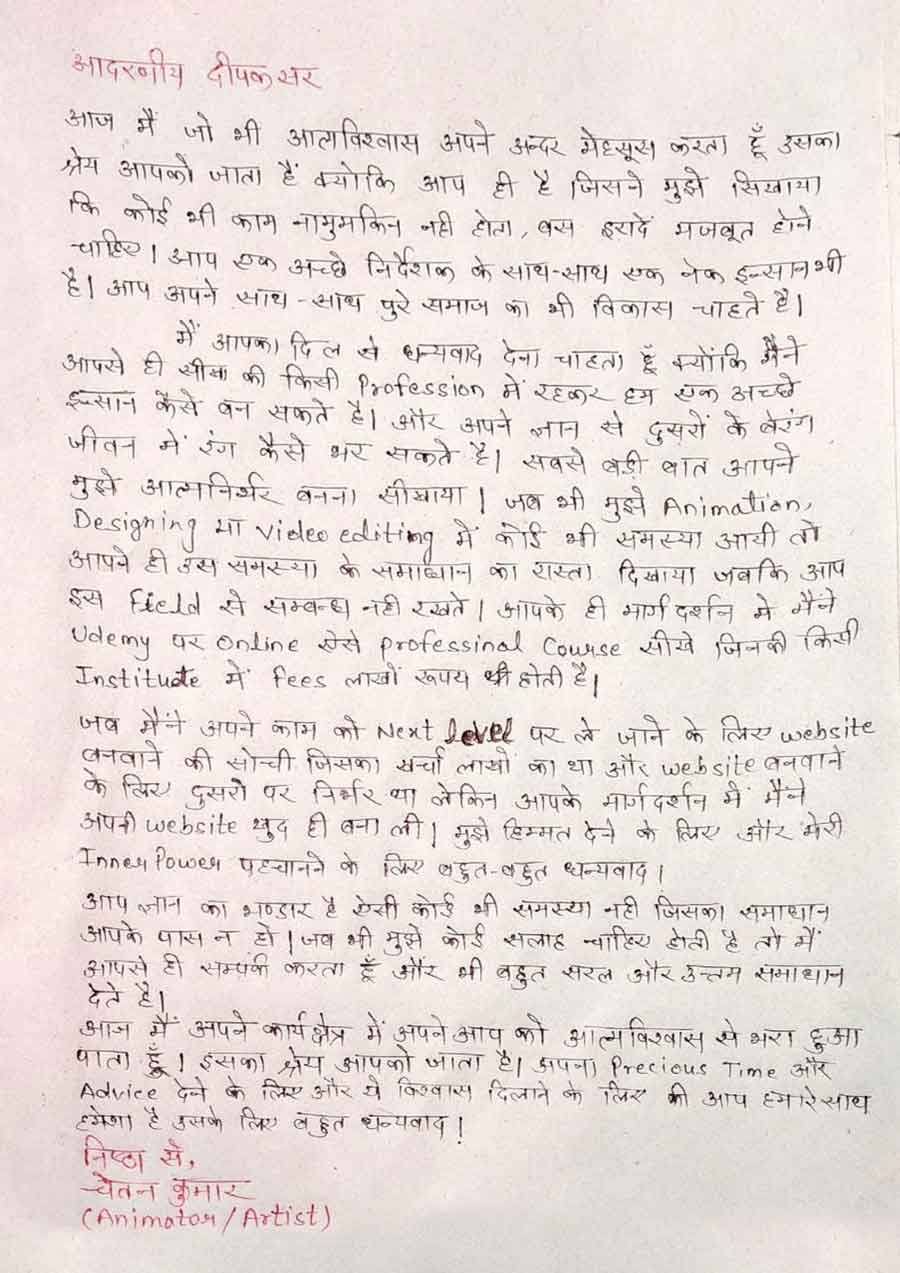 आदरणीय दीपक सर
आज मैं जो भी आत्मविश्वास अपने अन्दर मेहसूस करता हूँ उसका
श्रेय आपको जाता है क्योकि आप ही है जिसने मुझे सिखाया
कि कोई भी काम नामुमकिन नही होता, बस इरादें मजबूत होने
चाहिए। आप एक अच्छे निर्देशक के साथ-साथ एक नेक इन्सान भी
है। आप अपने साथ-साथ पुरे समाज का भी विकास चाहते है।
मैं आपका दिल से धन्यवाद देना चाहता हूँ क्योंकि मैंने
आपसे ही सीखा की किसी Profession में रहकर हम एक अच्छे
इन्सान कैसे बन सकते है। और अपने ज्ञान से दुसरों के बेरंग
जीवन में रंग कैसे भर सकते है। सबसे बड़ी बात आपने
मुझे आत्मनिर्भर बनना सीखाया। जब भी मुझे Animation,
Designing या video editing में कोई भी समस्या आयी तो
आपने ही उस समस्या के समाधान का रास्ता दिखाया जबकि आप
इस Field से सम्बन्ध नही रखते। आपके ही मार्गदर्शन मे मैंने
Udemy पर online ऐसे professinal Course सीखे जिनकी किसी
Institute में fees लाखों रूपय होती है।
जब मैंने अपने काम को Next level पर ले जाने के लिए website
बनवाने की सोची जिसका खर्चा लाखों का था और website बनवाने
के लिए दुसरो पर निर्भर था लेकिन आपके मार्गदर्शन में मैंने
अपनी website खुद ही बना ली। मुझे हिम्मत देने के लिए और मेरी
Inner Power पहचानने के लिए बहुत-बहुत धन्यवाद।
आप ज्ञान का भण्डार है ऐसी कोई भी समस्या नही जिसका समाधान
आपके पास न हो। जब भी मुझे कोई सलाह चाहिए होती है तो मैं
आपसे ही सम्पर्क करता हूँ और भी बहुत सरल और उत्तम समाधान
देते है।
आज मैं अपने कार्यक्षेत्र में अपने आप को आत्मविश्वास से भरा हुआ
पाता हूँ। इसका श्रेय आपको जाता है। अपना Precious Time और
Advice देने के लिए और ये विश्वास दिलाने के लिए की आप हमारे साथ
हमेशा है उसके लिए बहुत धन्यवाद!
निष्ठा से,
चेतन कुमार
(Animator/Artist)